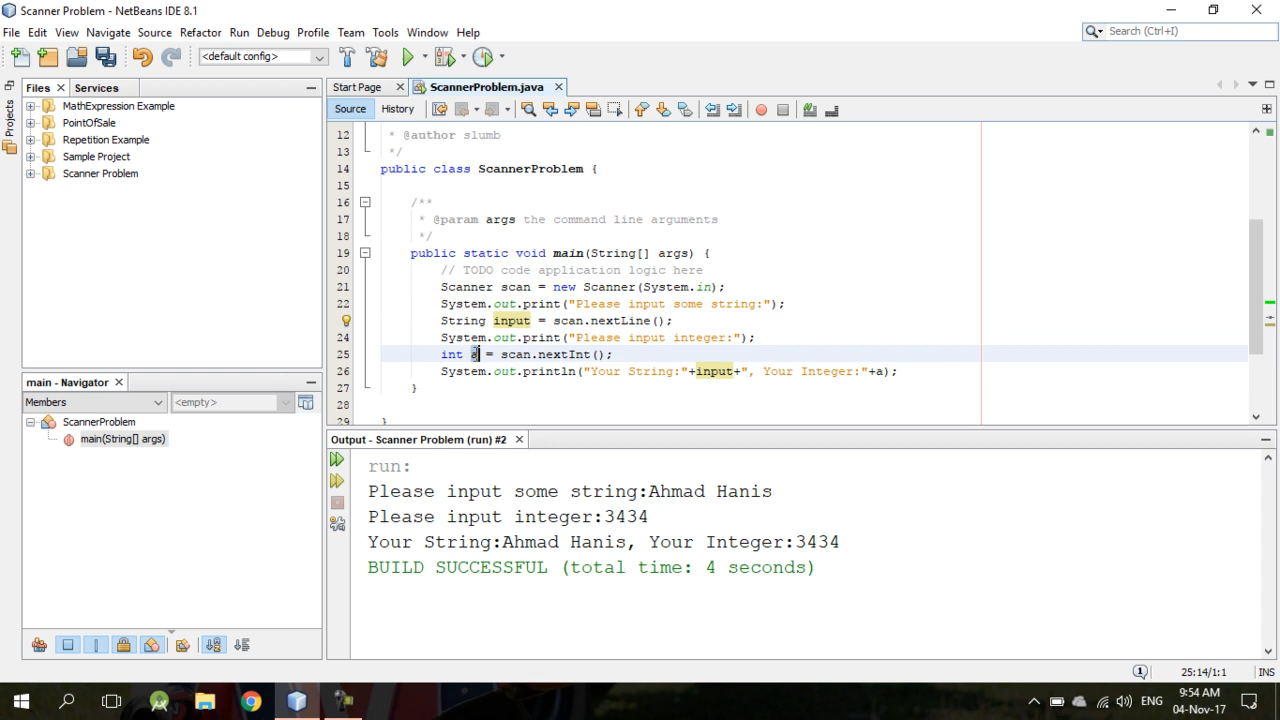 Scanner Problem - NetBeans IDE 8.1
File Edit View Navigate Source Refactor Run Debug Profile Team Tools Window Help
Search (Ctrl+I)
<default config>
Files Services
Projects
MathExpression Example
PointOfSale
Repetition Example
Sample Project
Scanner Problem
Start Page ScannerProblem.java
Source History
12 * @author slumb
13 */
14 public class ScannerProblem {
15
16 /**
17 * @param args the command line arguments
18 */
19 public static void main(String[] args) {
20 // TODO code application logic here
21 Scanner scan = new Scanner(System.in);
22 System.out.print("Please input some string:");
String input = scan.nextLine();
24 System.out.print("Please input integer:");
25 int a = scan.nextInt();
26 System.out.println("Your String:"+input+", Your Integer:"+a);
27 }
28
29 }
main - Navigator
Members <empty>
ScannerProblem
main(String[] args)
Output - Scanner Problem (run) #2
run:
Please input some string:Ahmad Hanis
Please input integer:3434
Your String:Ahmad Hanis, Your Integer:3434
BUILD SUCCESSFUL (total time: 4 seconds)
1 25:14/1:1 INS
ENG
9:54 AM
04-Nov-17